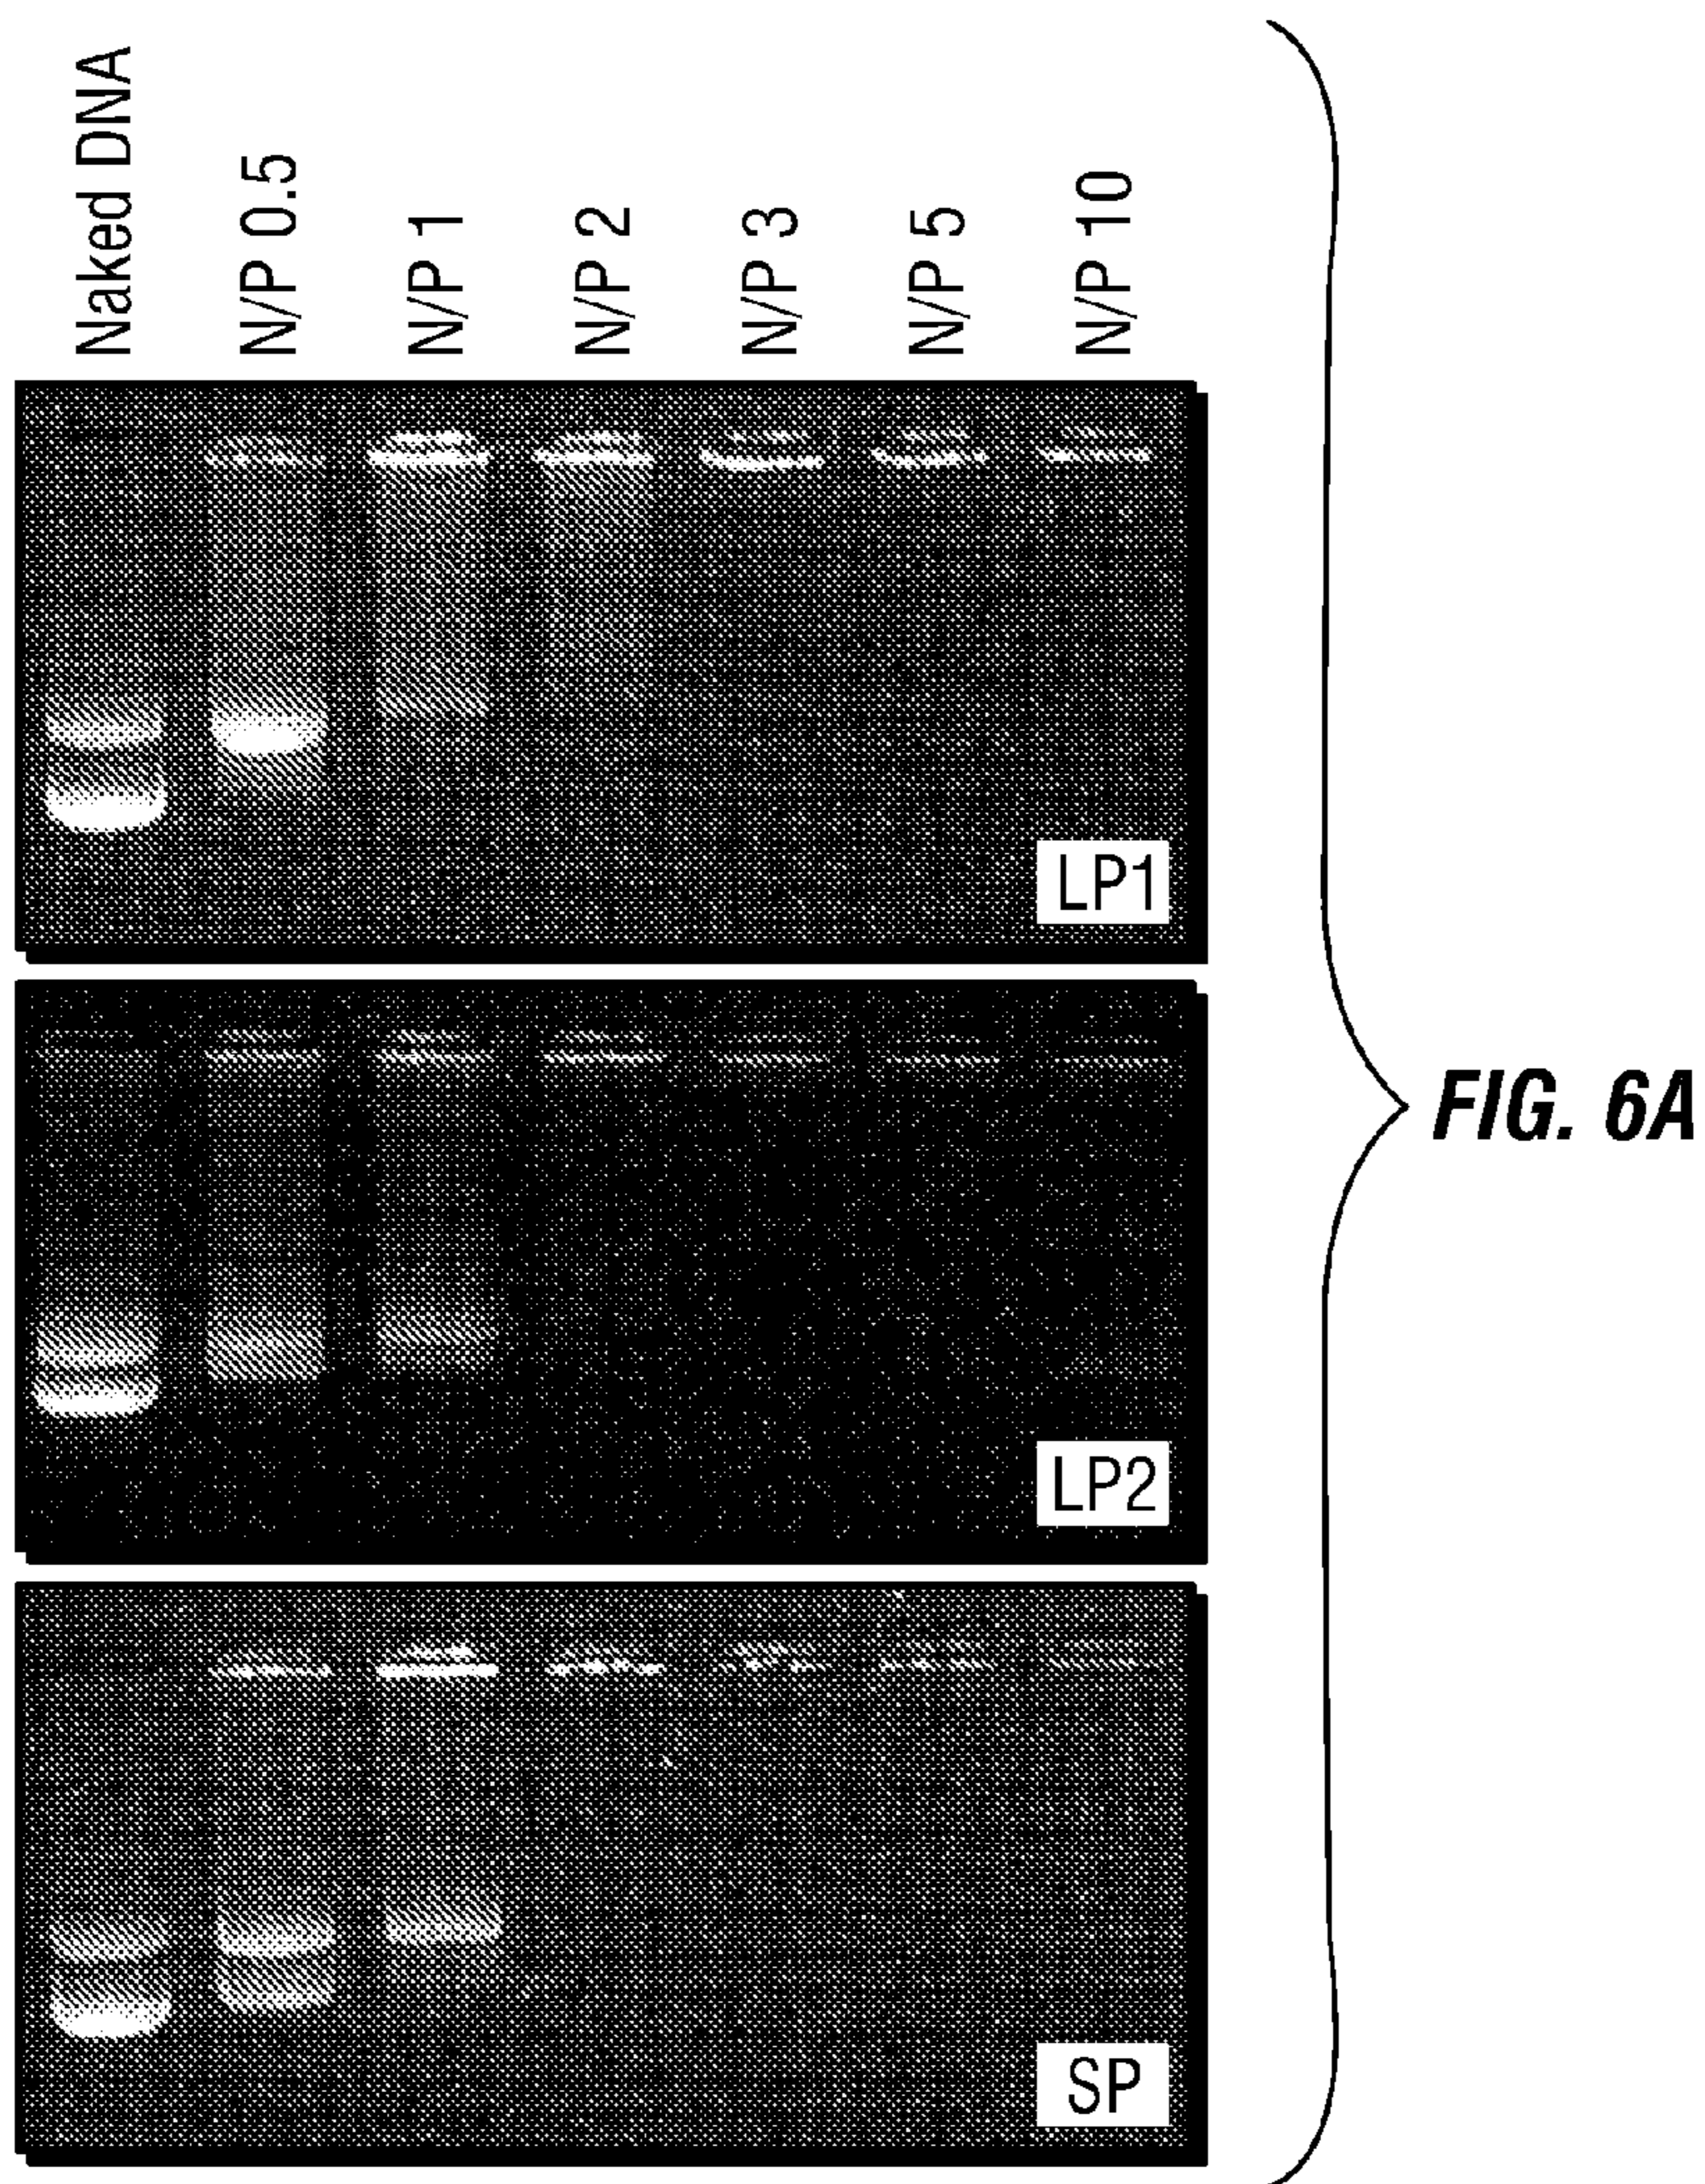 Naked DNA
N/P 0.5
N/P 1
N/P 2
N/P 3
N/P 5
N/P 10
LP1
LP2
SP
FIG. 6A